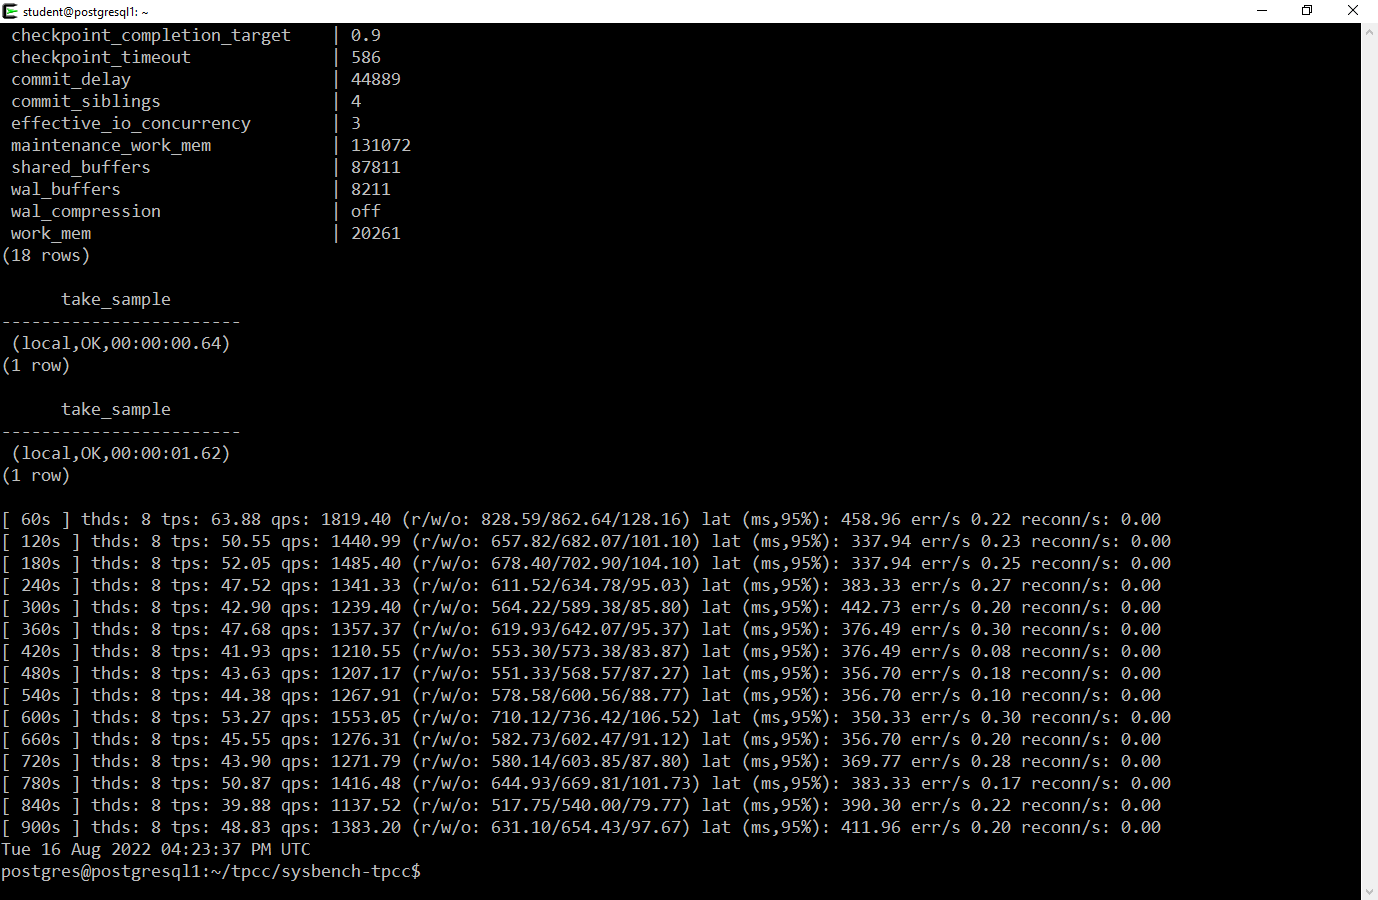 student@postgresql1: ~
checkpoint_completion_target | 0.9
checkpoint_timeout | 586
commit_delay | 44889
commit_siblings | 4
effective_io_concurrency | 3
maintenance_work_mem | 131072
shared_buffers | 87811
wal_buffers | 8211
wal_compression | off
work_mem | 20261
(18 rows)
take_sample
------------------------
(local,OK,00:00:00.64)
(1 row)
take_sample
------------------------
(local,OK,00:00:01.62)
(1 row)
[ 60s ] thds: 8 tps: 63.88 qps: 1819.40 (r/w/o: 828.59/862.64/128.16) lat (ms,95%): 458.96 err/s 0.22 reconn/s: 0.00
[ 120s ] thds: 8 tps: 50.55 qps: 1440.99 (r/w/o: 657.82/682.07/101.10) lat (ms,95%): 337.94 err/s 0.23 reconn/s: 0.00
[ 180s ] thds: 8 tps: 52.05 qps: 1485.40 (r/w/o: 678.40/702.90/104.10) lat (ms,95%): 337.94 err/s 0.25 reconn/s: 0.00
[ 240s ] thds: 8 tps: 47.52 qps: 1341.33 (r/w/o: 611.52/634.78/95.03) lat (ms,95%): 383.33 err/s 0.27 reconn/s: 0.00
[ 300s ] thds: 8 tps: 42.90 qps: 1239.40 (r/w/o: 564.22/589.38/85.80) lat (ms,95%): 442.73 err/s 0.20 reconn/s: 0.00
[ 360s ] thds: 8 tps: 47.68 qps: 1357.37 (r/w/o: 619.93/642.07/95.37) lat (ms,95%): 376.49 err/s 0.30 reconn/s: 0.00
[ 420s ] thds: 8 tps: 41.93 qps: 1210.55 (r/w/o: 553.30/573.38/83.87) lat (ms,95%): 376.49 err/s 0.08 reconn/s: 0.00
[ 480s ] thds: 8 tps: 43.63 qps: 1207.17 (r/w/o: 551.33/568.57/87.27) lat (ms,95%): 356.70 err/s 0.18 reconn/s: 0.00
[ 540s ] thds: 8 tps: 44.38 qps: 1267.91 (r/w/o: 578.58/600.56/88.77) lat (ms,95%): 356.70 err/s 0.10 reconn/s: 0.00
[ 600s ] thds: 8 tps: 53.27 qps: 1553.05 (r/w/o: 710.12/736.42/106.52) lat (ms,95%): 350.33 err/s 0.30 reconn/s: 0.00
[ 660s ] thds: 8 tps: 45.55 qps: 1276.31 (r/w/o: 582.73/602.47/91.12) lat (ms,95%): 356.70 err/s 0.20 reconn/s: 0.00
[ 720s ] thds: 8 tps: 43.90 qps: 1271.79 (r/w/o: 580.14/603.85/87.80) lat (ms,95%): 369.77 err/s 0.28 reconn/s: 0.00
[ 780s ] thds: 8 tps: 50.87 qps: 1416.48 (r/w/o: 644.93/669.81/101.73) lat (ms,95%): 383.33 err/s 0.17 reconn/s: 0.00
[ 840s ] thds: 8 tps: 39.88 qps: 1137.52 (r/w/o: 517.75/540.00/79.77) lat (ms,95%): 390.30 err/s 0.22 reconn/s: 0.00
[ 900s ] thds: 8 tps: 48.83 qps: 1383.20 (r/w/o: 631.10/654.43/97.67) lat (ms,95%): 411.96 err/s 0.20 reconn/s: 0.00
Tue 16 Aug 2022 04:23:37 PM UTC
postgres@postgresql1:~/tpcc/sysbench-tpcc$